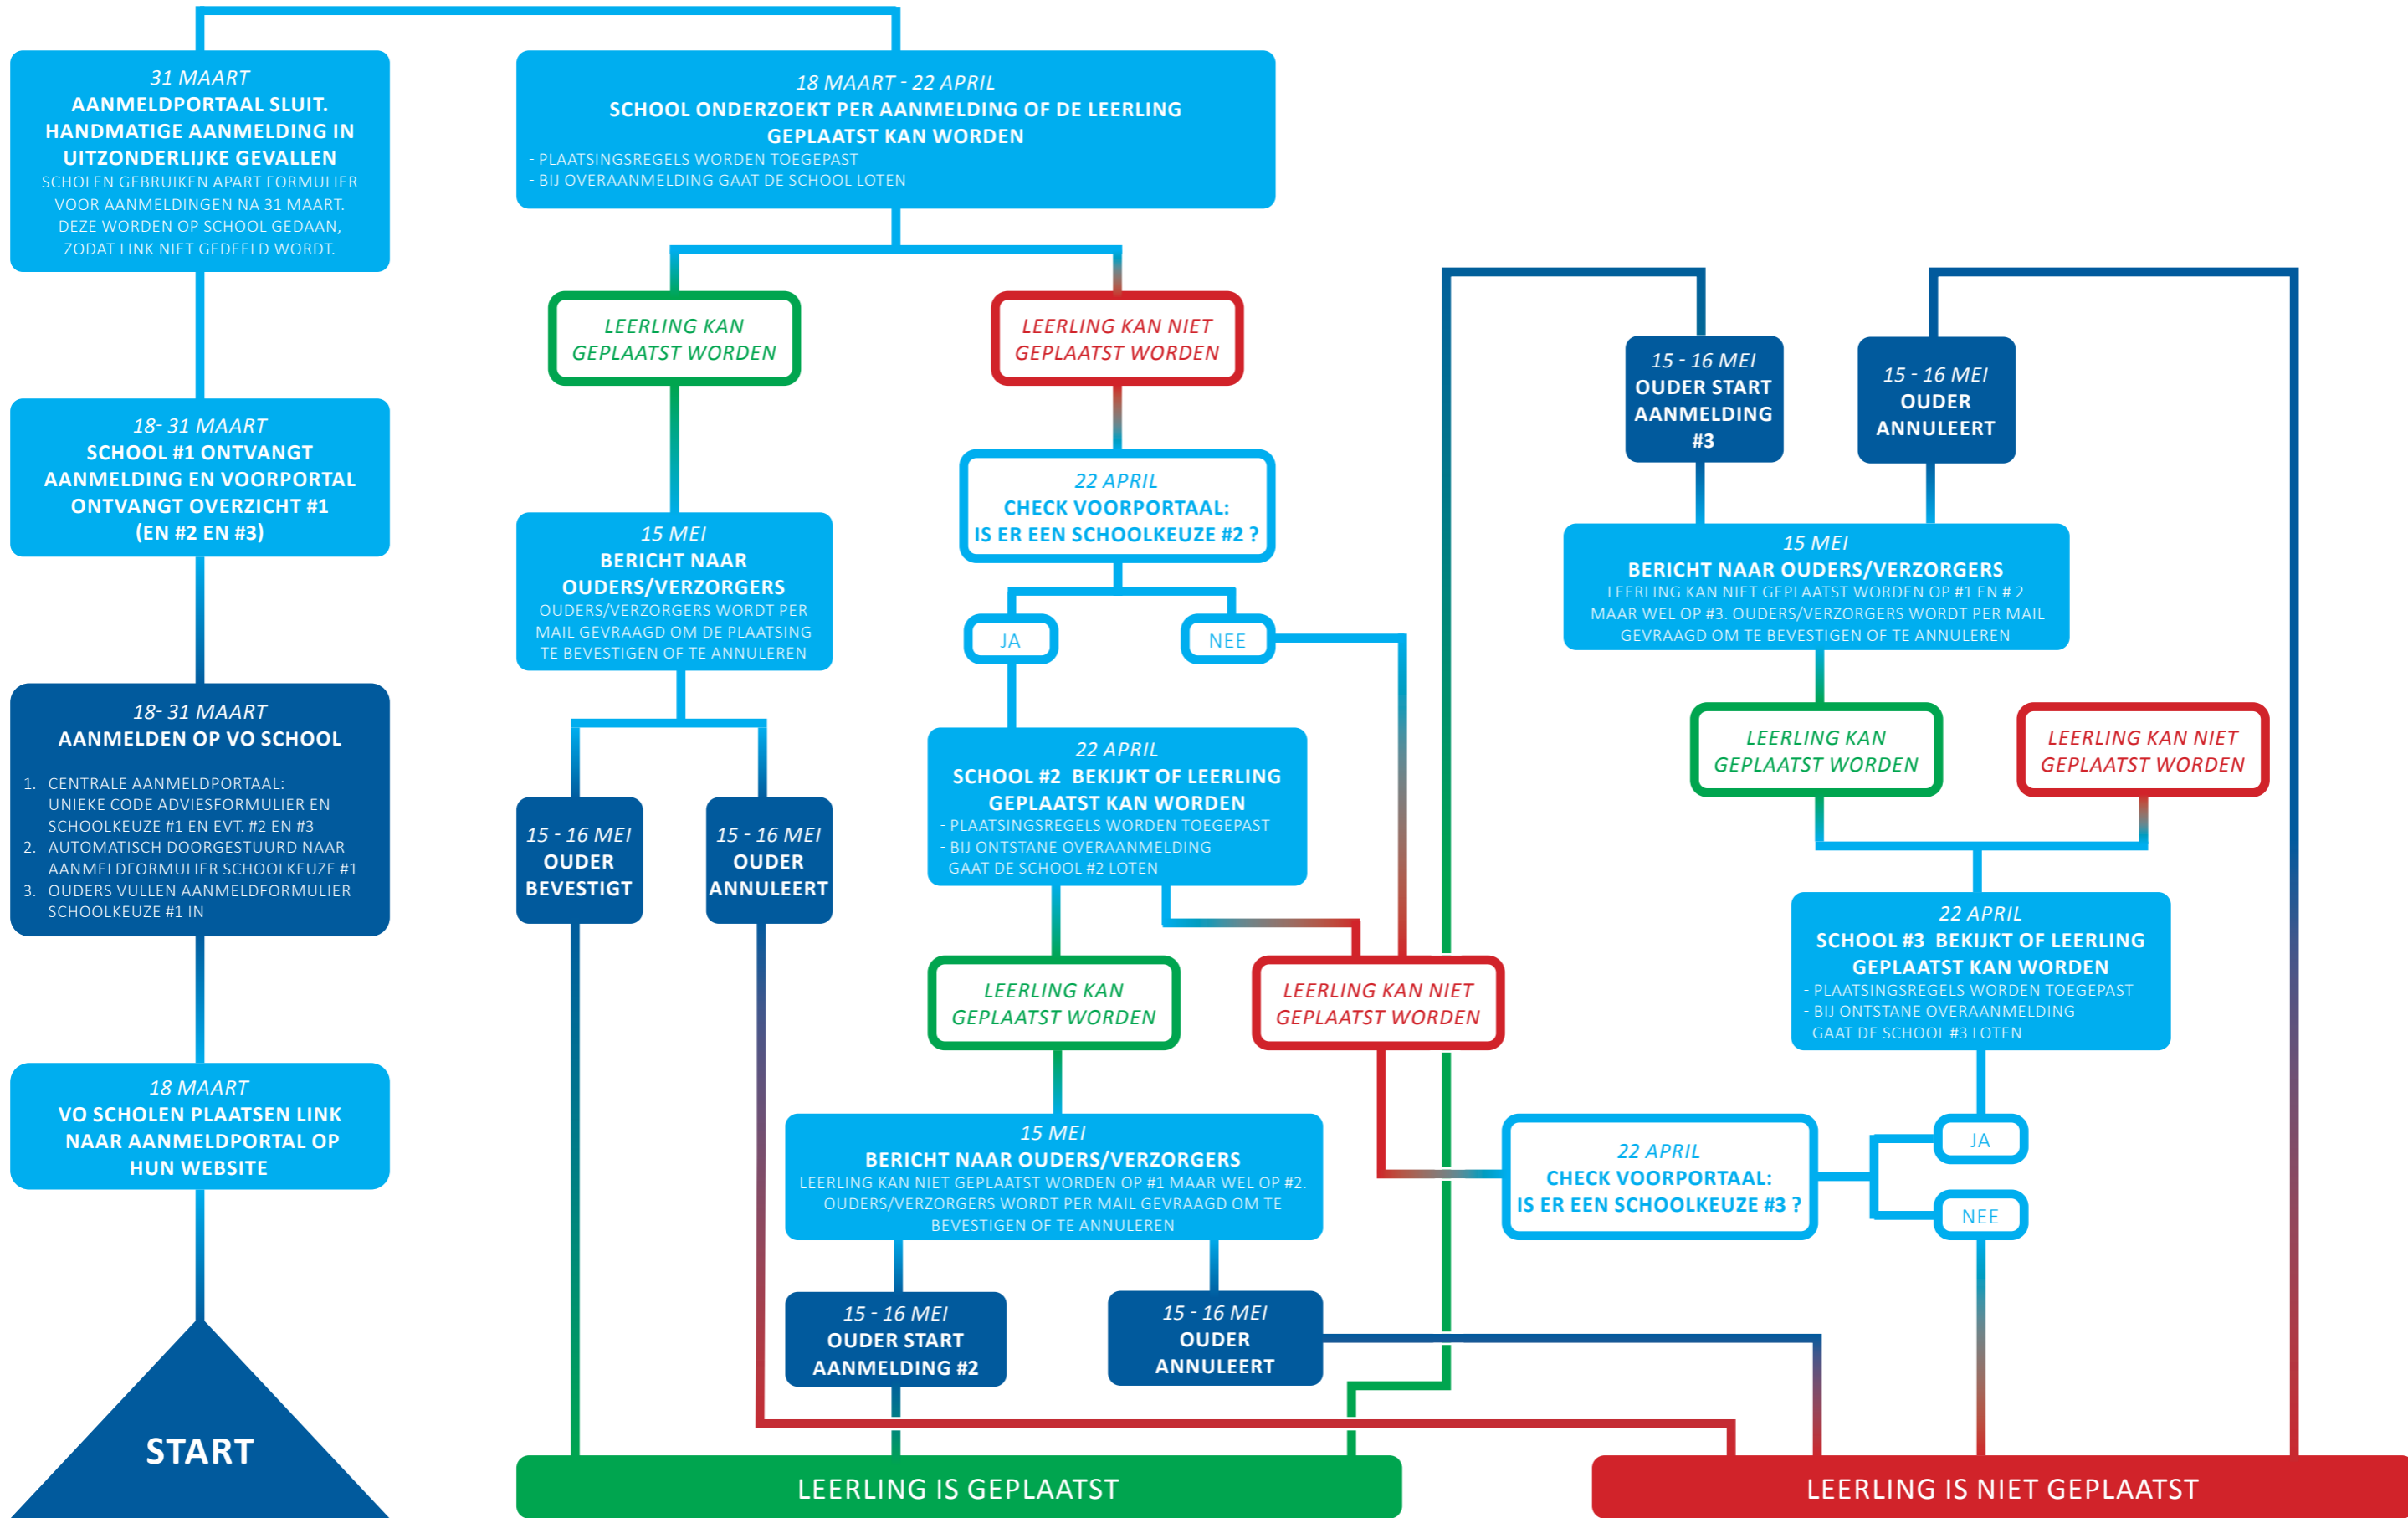 31 MAART
AANMELDPORTAAL SLUIT.
HANDMATIGE AANMELDING IN
UITZONDERLIJKE GEVALLEN
SCHOLEN GEBRUIKEN APART FORMULIER
VOOR AANMELDINGEN NA 31 MAART.
DEZE WORDEN OP SCHOOL GEDAAN,
ZODAT LINK NIET GEDEELD WORDT.
18- 31 MAART
SCHOOL #1 ONTVANGT
AANMELDING EN VOORPORTAL
ONTVANGT OVERZICHT #1
(EN #2 EN #3)
18- 31 MAART
AANMELDEN OP VO SCHOOL
1. CENTRALE AANMELDPORTAAL:
UNIEKE CODE ADVIESFORMULIER EN
SCHOOLKEUZE #1 EN EVT. #2 EN #3
2. AUTOMATISCH DOORGESTUURD NAAR
AANMELDFORMULIER SCHOOLKEUZE #1
3. OUDERS VULLEN AANMELDFORMULIER
SCHOOLKEUZE #1 IN
18 MAART
VO SCHOLEN PLAATSEN LINK
NAAR AANMELDPORTAL OP
HUN WEBSITE
START
18 MAART - 22 APRIL
SCHOOL ONDERZOEKT PER AANMELDING OF DE LEERLING
GEPLAATST KAN WORDEN
- PLAATSINGSREGELS WORDEN TOEGEPAST
- BIJ OVERAANMELDING GAAT DE SCHOOL LOTEN
LEERLING KAN
GEPLAATST WORDEN
LEERLING KAN NIET
GEPLAATST WORDEN
15 MEI
BERICHT NAAR
OUDERS/VERZORGERS
OUDERS/VERZORGERS WORDT PER
MAIL GEVRAAGD OM DE PLAATSING
TE BEVESTIGEN OF TE ANNULEREN
15 - 16 MEI
OUDER
BEVESTIGT
15 - 16 MEI
OUDER
ANNULEERT
22 APRIL
CHECK VOORPORTAAL:
IS ER EEN SCHOOLKEUZE #2 ?
JA
NEE
22 APRIL
SCHOOL #2 BEKIJKT OF LEERLING
GEPLAATST KAN WORDEN
- PLAATSINGSREGELS WORDEN TOEGEPAST
- BIJ ONTSTANE OVERAANMELDING
GAAT DE SCHOOL #2 LOTEN
LEERLING KAN
GEPLAATST WORDEN
LEERLING KAN NIET
GEPLAATST WORDEN
15 MEI
BERICHT NAAR OUDERS/VERZORGERS
LEERLING KAN NIET GEPLAATST WORDEN OP #1 MAAR WEL OP #2.
OUDERS/VERZORGERS WORDT PER MAIL GEVRAAGD OM TE
BEVESTIGEN OF TE ANNULEREN
15 - 16 MEI
OUDER START
AANMELDING #2
15 - 16 MEI
OUDER
ANNULEERT
15 - 16 MEI
OUDER START
AANMELDING
#3
15 - 16 MEI
OUDER
ANNULEERT
15 MEI
BERICHT NAAR OUDERS/VERZORGERS
LEERLING KAN NIET GEPLAATST WORDEN OP #1 EN # 2
MAAR WEL OP #3. OUDERS/VERZORGERS WORDT PER MAIL
GEVRAAGD OM TE BEVESTIGEN OF TE ANNULEREN
LEERLING KAN
GEPLAATST WORDEN
LEERLING KAN NIET
GEPLAATST WORDEN
22 APRIL
SCHOOL #3 BEKIJKT OF LEERLING
GEPLAATST KAN WORDEN
- PLAATSINGSREGELS WORDEN TOEGEPAST
- BIJ ONTSTANE OVERAANMELDING
GAAT DE SCHOOL #3 LOTEN
22 APRIL
CHECK VOORPORTAAL:
IS ER EEN SCHOOLKEUZE #3 ?
JA
NEE
LEERLING IS GEPLAATST
LEERLING IS NIET GEPLAATST